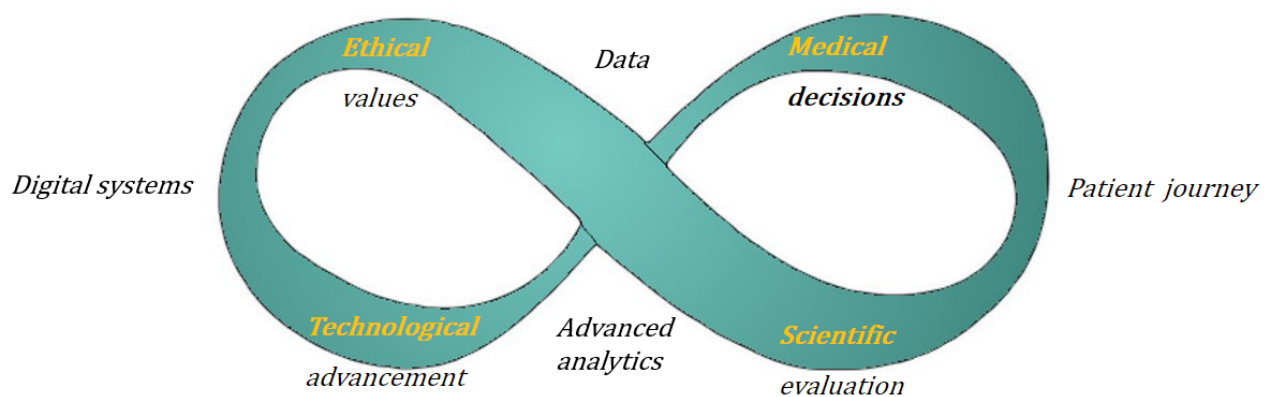 Ethical
values
Data
Medical
decisions
Digital systems
Patient journey
Technological
advancement
Advanced
analytics
Scientific
evaluation